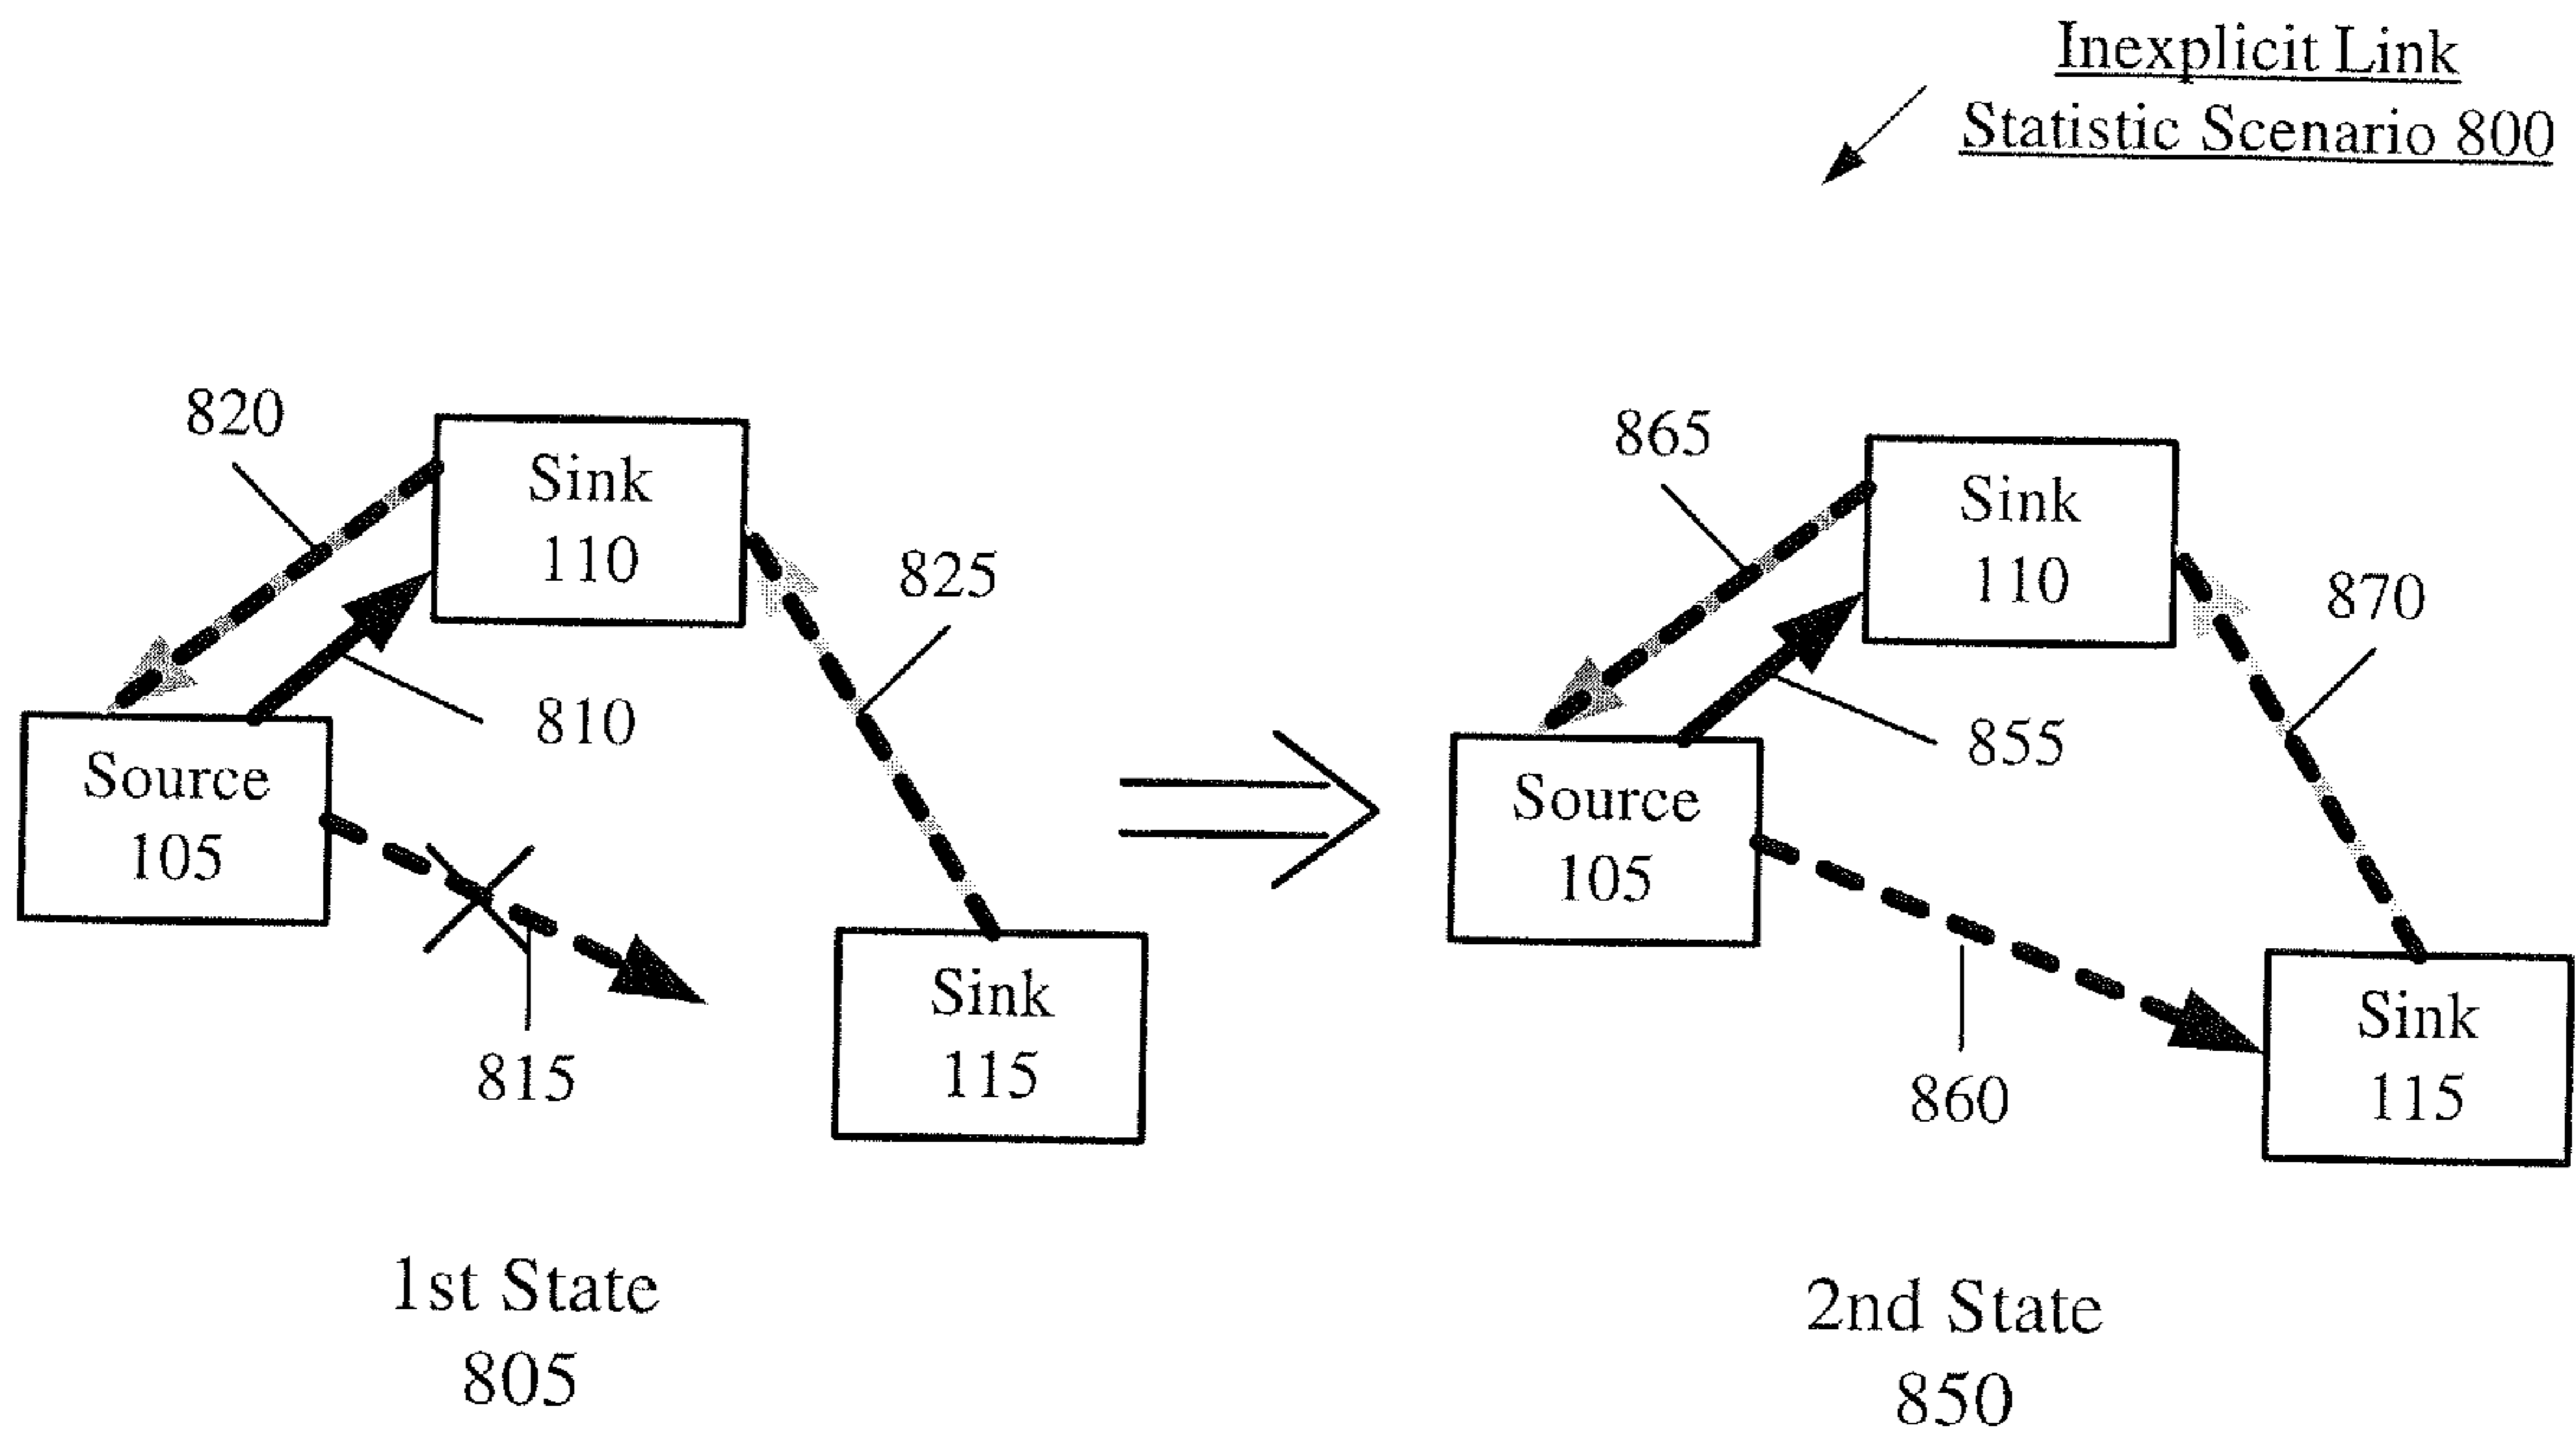 Inexplicit Link
Statistic Scenario 800
820
Sink
110
825
810
Source
105
815
Sink
115
1st State
805
865
Sink
110
870
855
Source
105
860
Sink
115
2nd State
850